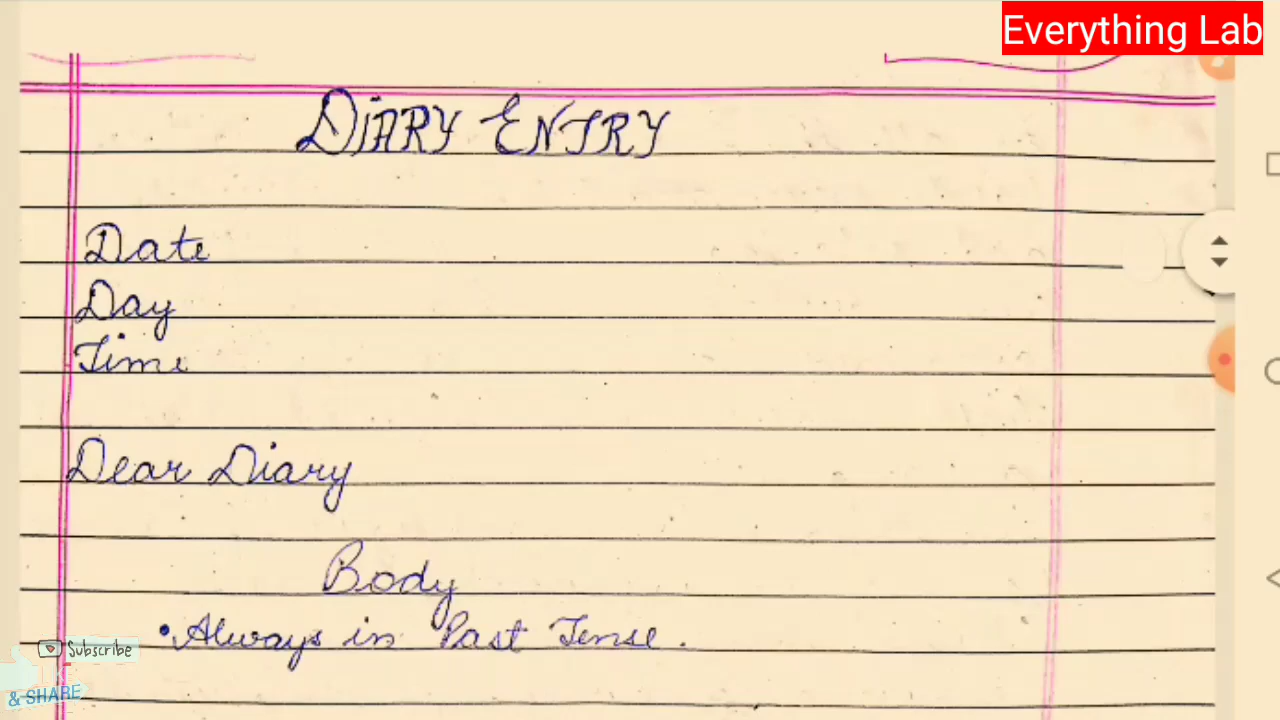 Everything Lab
DIARY ENTRY
Date
Day
Time
Dear Diary
Body
• Always in Past Tense.
Subscribe
& SHARE